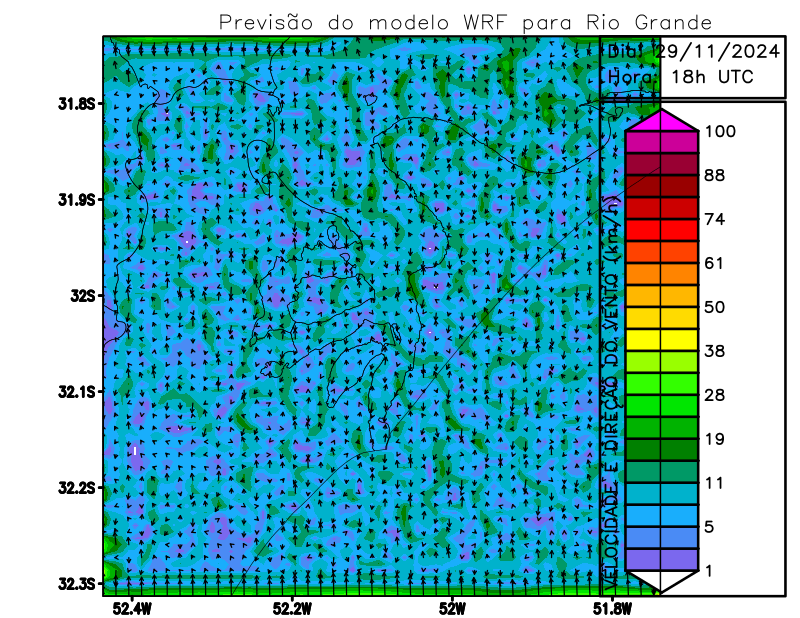 Previsão do modelo WRF para Rio Grande
Dia: 29/11/2024
Hora: 18h UTC
31.8S
31.9S
32S
32.1S
32.2S
32.3S
52.4W
52.2W
52W
51.8W
VELOCIDADE E DIREÇÃO DO VENTO (km/h)
100
88
74
61
50
38
28
19
11
5
1